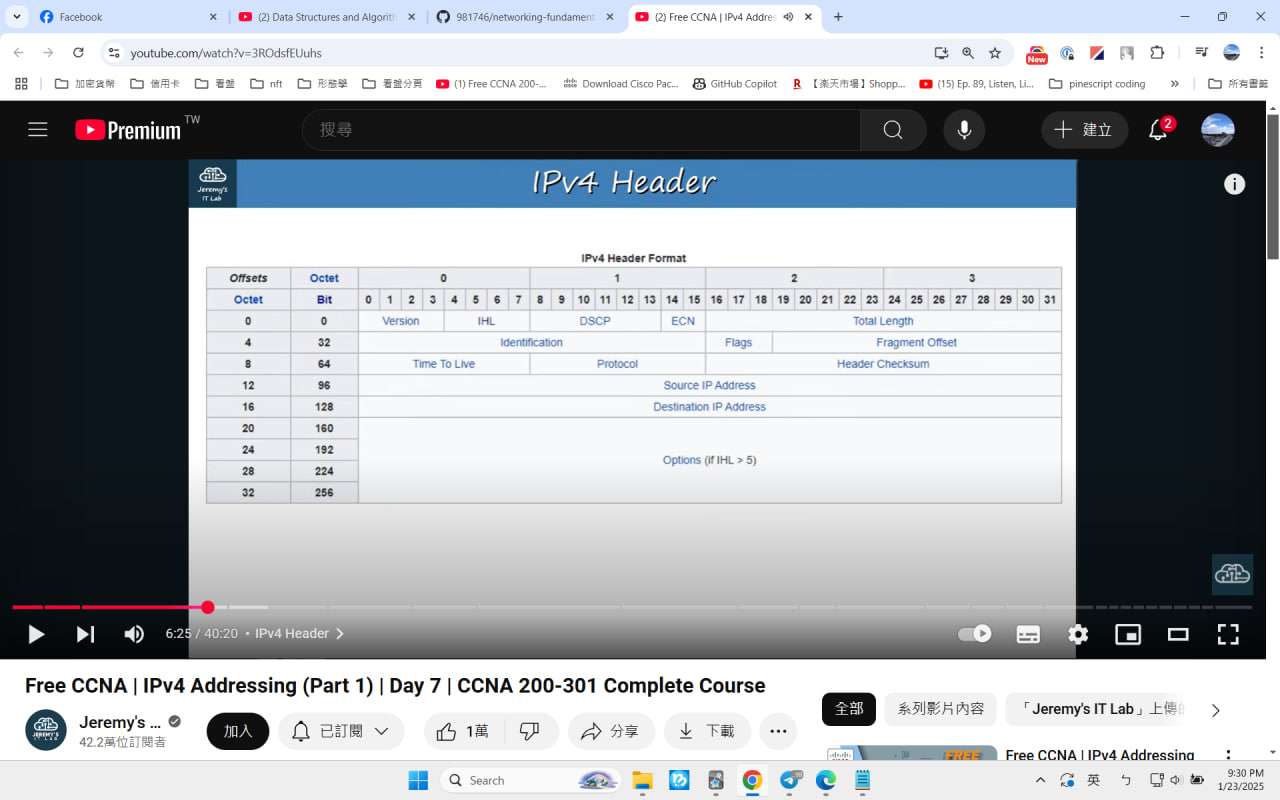 Facebook
(2) Data Structures and Algorith
981746/networking-fundament
(2) Free CCNA | IPv4 Addres
youtube.com/watch?v=3ROdsfEUuhs
New
加密貨幣
信用卡
看盤
nft
形態學
看盤分頁
(1) Free CCNA 200-...
Download Cisco Pac...
GitHub Copilot
【楽天市場】Shopp...
(15) Ep. 89, Listen, Li...
pinescript coding
所有書籤
Premium TW
搜尋
建立
2
Jeremy's
IT Lab
IPv4 Header
IPv4 Header Format
Offsets Octet 0 1 2 3
Octet Bit 0 1 2 3 4 5 6 7 8 9 10 11 12 13 14 15 16 17 18 19 20 21 22 23 24 25 26 27 28 29 30 31
0 0 Version IHL DSCP ECN Total Length
4 32 Identification Flags Fragment Offset
8 64 Time To Live Protocol Header Checksum
12 96 Source IP Address
16 128 Destination IP Address
20 160
24 192 Options (if IHL > 5)
28 224
32 256
6:25 / 40:20 • IPv4 Header
Free CCNA | IPv4 Addressing (Part 1) | Day 7 | CCNA 200-301 Complete Course
Jeremy's ...
42.2萬位訂閱者
加入
已訂閱
1萬
分享
下載
全部
系列影片內容
「Jeremy's IT Lab」上傳的
FREE
Free CCNA | IPv4 Addressing
Search
英
9:30 PM
1/23/2025